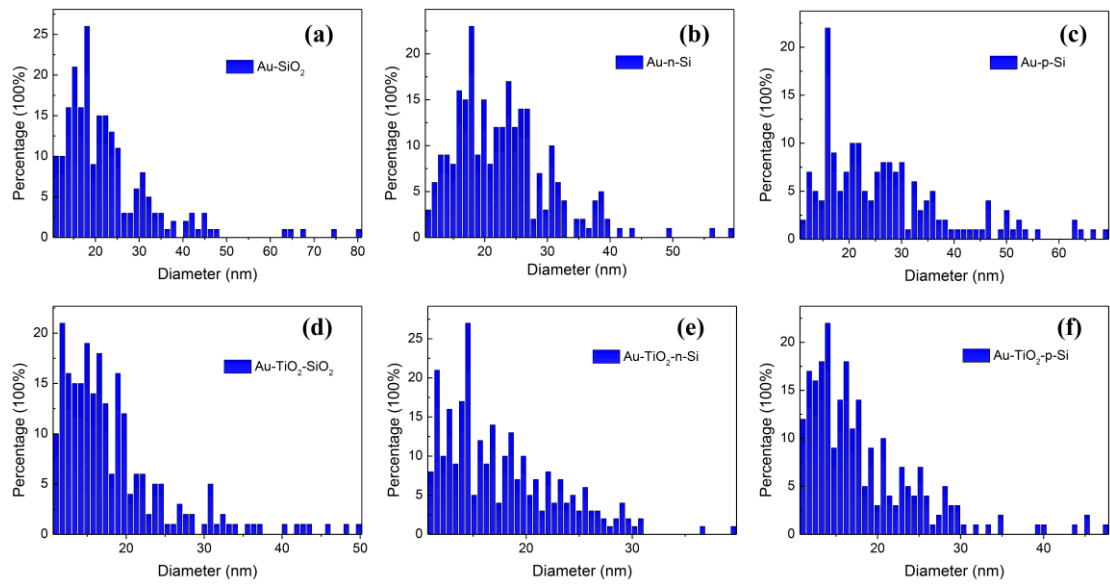 (a)
Au-SiO₂
Percentage (100%)
25
20
15
10
5
0
20
30
40
50
60
70
80
Diameter (nm)
(b)
Au-n-Si
Percentage (100%)
20
15
10
5
0
20
30
40
50
Diameter (nm)
(c)
Au-p-Si
Percentage (100%)
20
15
10
5
0
20
30
40
50
60
Diameter (nm)
(d)
Au-TiO₂-SiO₂
Percentage (100%)
20
15
10
5
0
20
30
40
50
Diameter (nm)
(e)
Au-TiO₂-n-Si
Percentage (100%)
25
20
15
10
5
0
20
30
Diameter (nm)
(f)
Au-TiO₂-p-Si
Percentage (100%)
20
15
10
5
0
20
30
40
Diameter (nm)